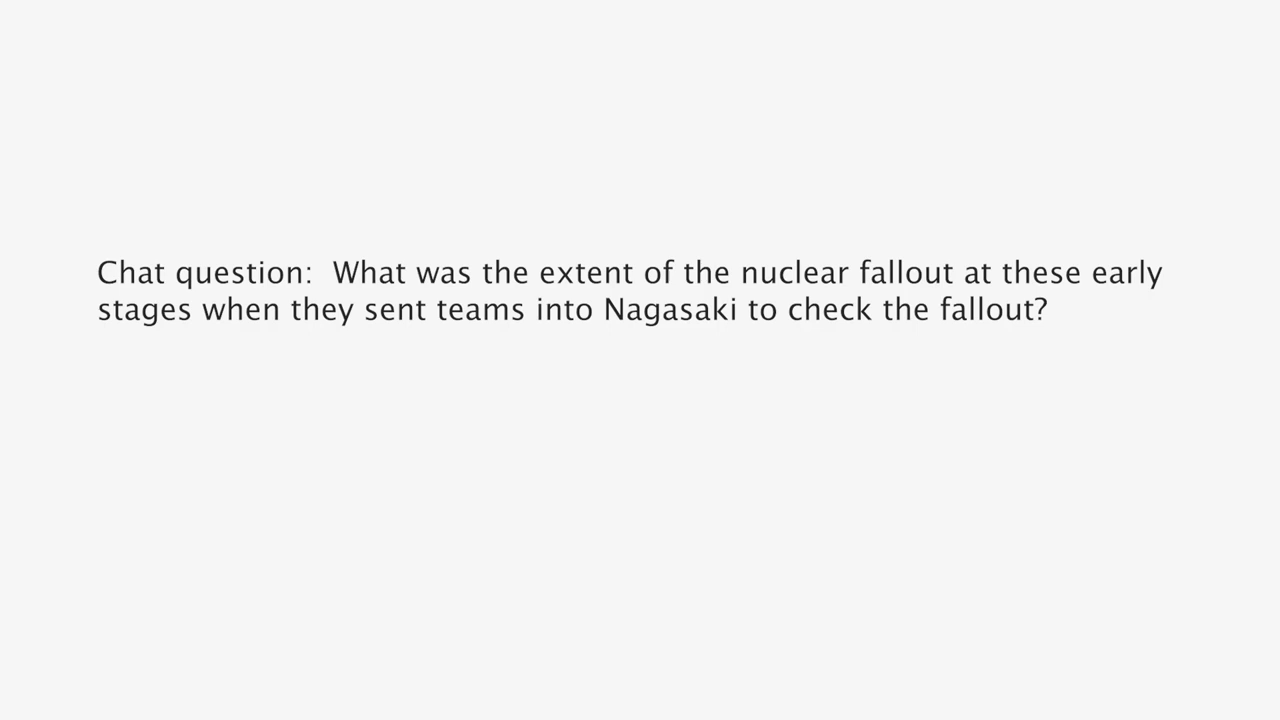 Chat question:  What was the extent of the nuclear fallout at these early
stages when they sent teams into Nagasaki to check the fallout?